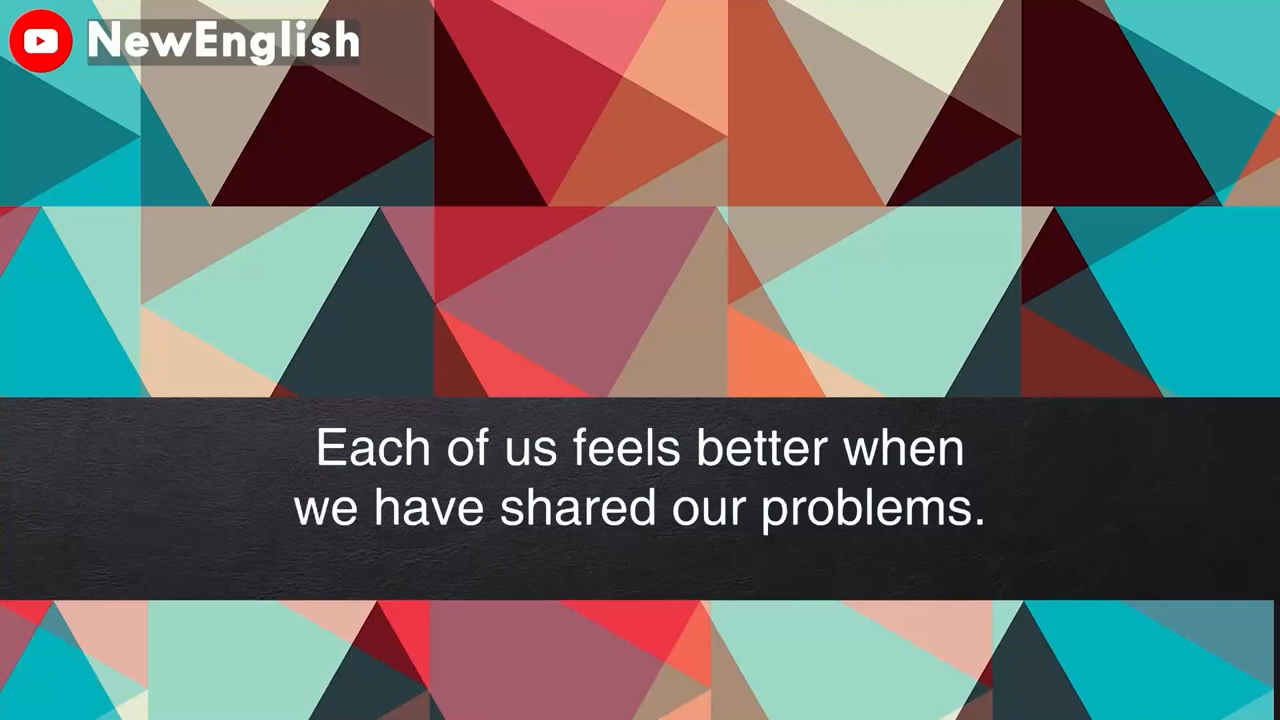 NewEnglish
Each of us feels better when
we have shared our problems.